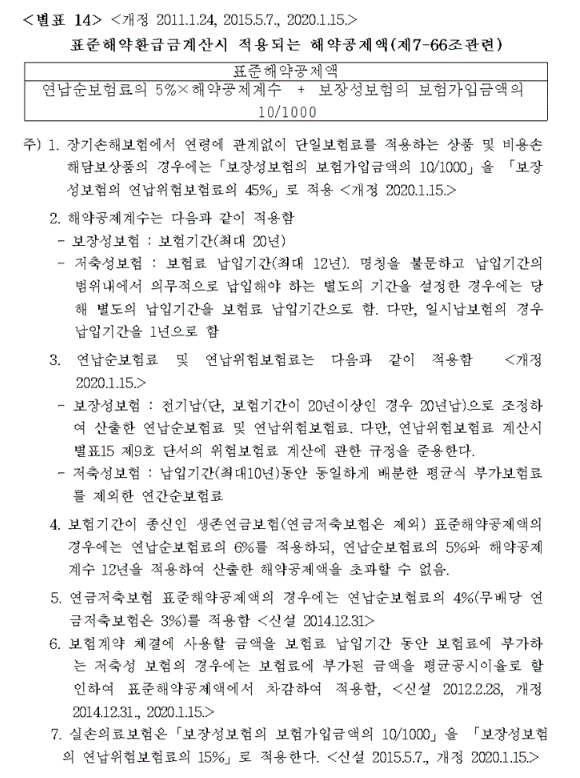 <별표 14> <개정 2011.1.24, 2015.5.7., 2020.1.15.>
표준해약환급금계산시 적용되는 해약공제액(제7-66조관련)
표준해약공제액
연납순보험료의 5%×해약공제계수 + 보장성보험의 보험가입금액의
10/1000
주) 1. 장기손해보험에서 연령에 관계없이 단일보험료를 적용하는 상품 및 비용손
해담보상품의 경우에는「보장성보험의 보험가입금액의 10/1000」을 「보장
성보험의 연납위험보험료의 45%」로 적용 <개정 2020.1.15.>
2. 해약공제계수는 다음과 같이 적용함
- 보장성보험 : 보험기간(최대 20년)
- 저축성보험 : 보험료 납입기간(최대 12년). 명칭을 불문하고 납입기간의
범위내에서 의무적으로 납입해야 하는 별도의 기간을 설정한 경우에는 당
해 별도의 납입기간을 보험료 납입기간으로 함. 다만, 일시납보험의 경우
납입기간을 1년으로 함
3. 연납순보험료 및 연납위험보험료는 다음과 같이 적용함 <개정
2020.1.15.>
- 보장성보험 : 전기납(단, 보험기간이 20년이상인 경우 20년납)으로 조정하
여 산출한 연납순보험료 및 연납위험보험료. 다만, 연납위험보험료 계산시
별표15 제9호 단서의 위험보험료 계산에 관한 규정을 준용한다.
- 저축성보험 : 납입기간(최대10년)동안 동일하게 배분한 평균식 부가보험료
를 제외한 연간순보험료
4. 보험기간이 종신인 생존연금보험(연금저축보험은 제외) 표준해약공제액의
경우에는 연납순보험료의 6%를 적용하되, 연납순보험료의 5%와 해약공제
계수 12년을 적용하여 산출한 해약공제액을 초과할 수 없음.
5. 연금저축보험 표준해약공제액의 경우에는 연납순보험료의 4%(무배당 연
금저축보험은 3%)를 적용함 <신설 2014.12.31>
6. 보험계약 체결에 사용할 금액을 보험료 납입기간 동안 보험료에 부가하
는 저축성 보험의 경우에는 보험료에 부가된 금액을 평균공시이율로 할
인하여 표준해약공제액에서 차감하여 적용함, <신설 2012.2.28, 개정
2014.12.31., 2020.1.15.>
7. 실손의료보험은「보장성보험의 보험가입금액의 10/1000」을 「보장성보험
의 연납위험보험료의 15%」로 적용한다. <신설 2015.5.7., 개정 2020.1.15.>